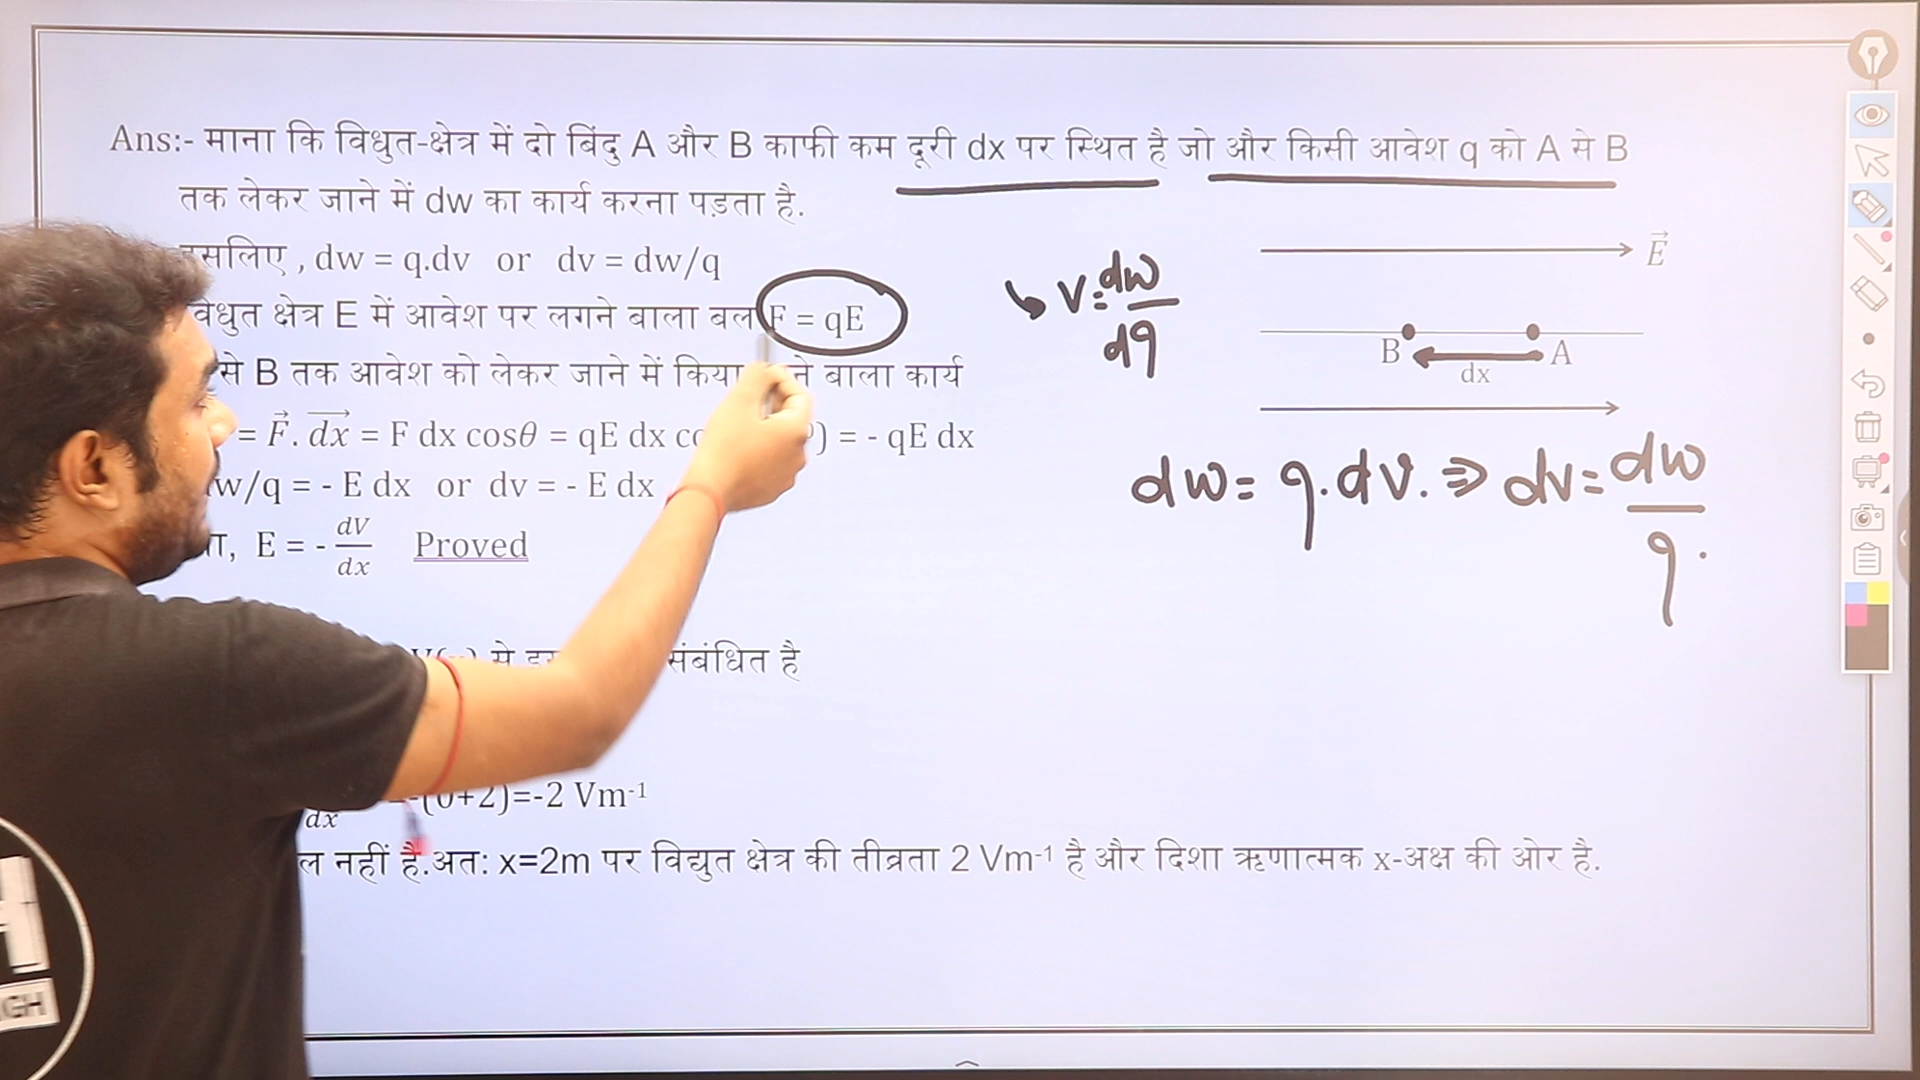 Ans:- माना कि विधुत-क्षेत्र में दो बिंदु A और B काफी कम दूरी dx पर स्थित है जो और किसी आवेश q को A से B
तक लेकर जाने में dw का कार्य करना पड़ता है.
, dw = q.dv or dv = dw/q
क्षेत्र E में आवेश पर लगने वाला बल F = qE
से B तक आवेश को लेकर जाने में वाला कार्य
= F⃗. dx⃗ = F dx cosθ = qE dx ) = - qE dx
w/q = - E dx or dv = - E dx
, E = - dV/dx Proved
संबंधित है
(0+2)=-2 Vm⁻¹
dx
नहीं है.अत: x=2m पर विद्युत क्षेत्र की तीव्रता 2 Vm⁻¹ है और दिशा ऋणात्मक x-अक्ष की ओर है.
V = dw/dq
E⃗
B A
dx
dw = q.dv. ⇒ dv = dw/q.
GH